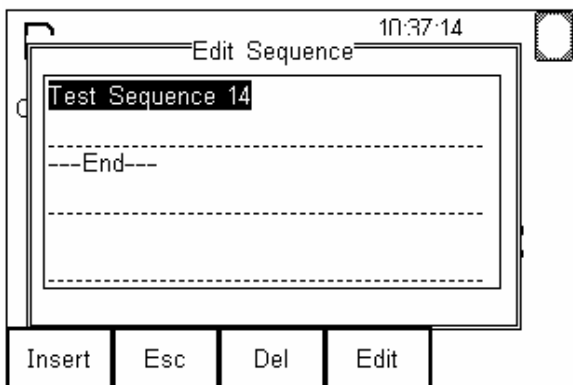 10:37:14
Edit Sequence
Test Sequence 14
---End---
Insert Esc Del Edit